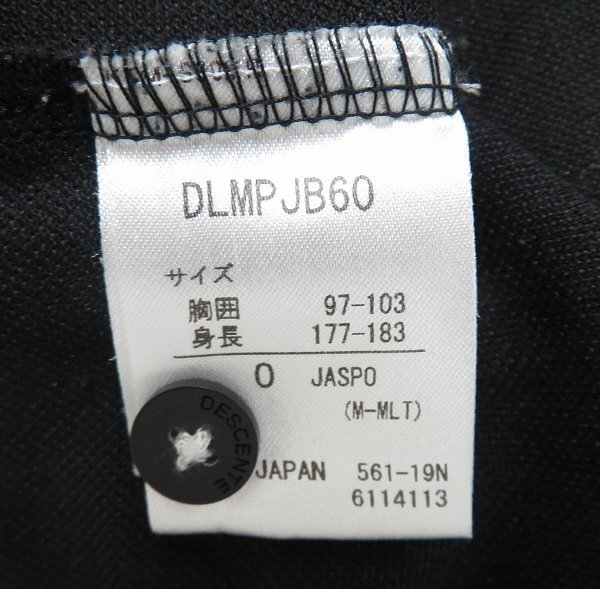 DLMPJB60
サイズ
胸囲 97-103
身長 177-183
O JASPO
(M-MLT)
DESCENTE
JAPAN 561-19N
6114113